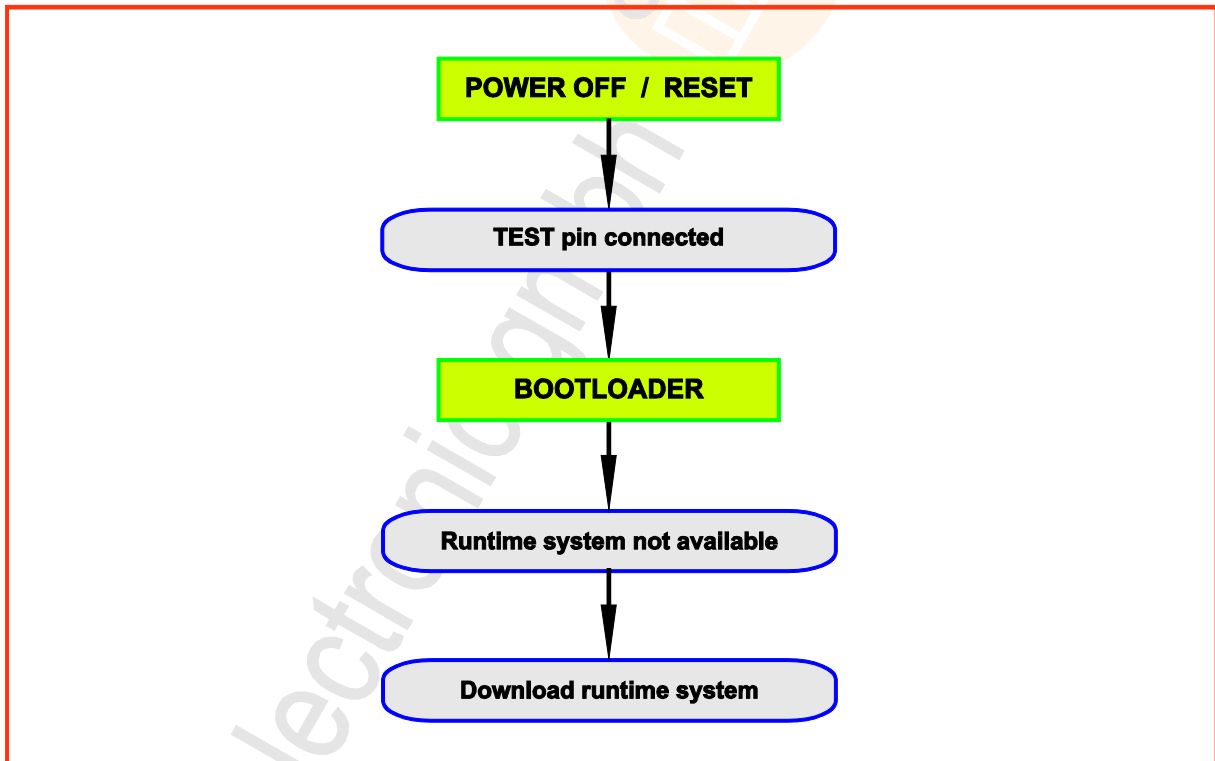 POWER OFF / RESET
TEST pin connected
BOOTLOADER
Runtime system not available
Download runtime system